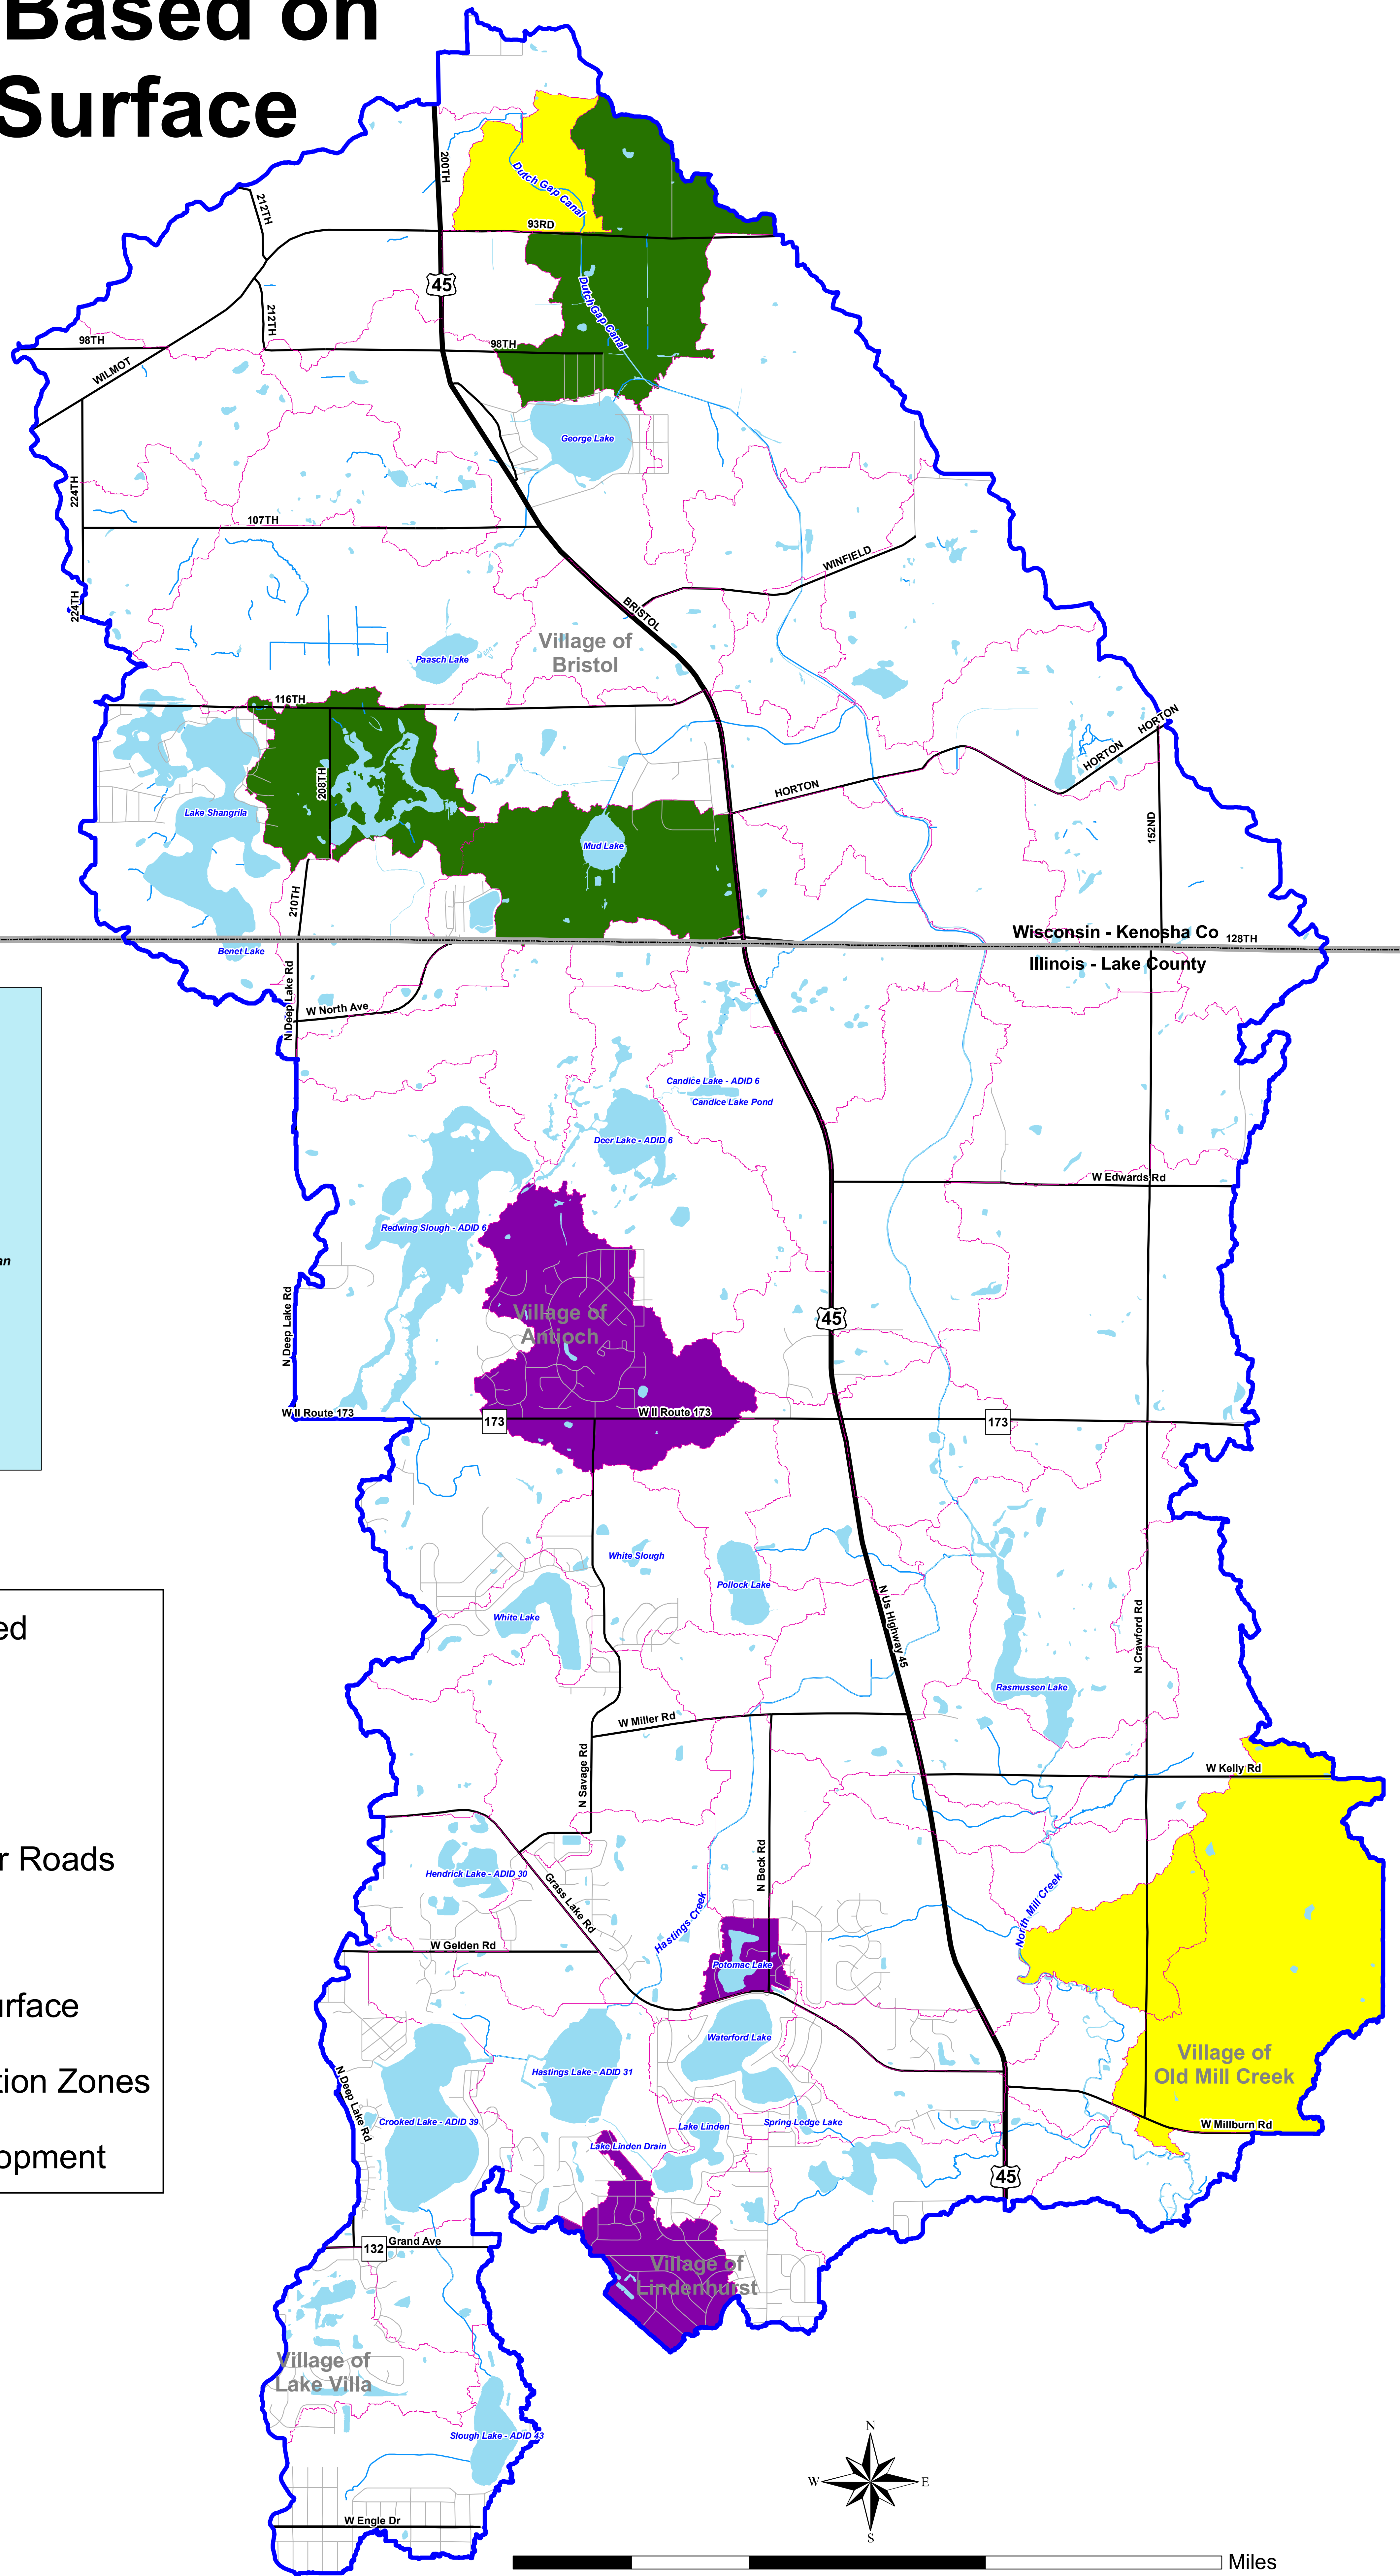 Based on
Surface
200TH
212TH
Dutch Gap Canal
93RD
45
Dutch Gap Canal
212TH
98TH
98TH
WILMOT
George Lake
224TH
107TH
WINFIELD
224TH
BRISTOL
Village of
Bristol
Paasch Lake
116TH
HORTON
HORTON
208TH
HORTON
Lake Shangrila
152ND
Mud Lake
210TH
Wisconsin - Kenosha Co
128TH
Benet Lake
Illinois - Lake County
N Deep Lake Rd
W North Ave
Candice Lake - ADID 6
Candice Lake Pond
Deer Lake - ADID 6
W Edwards Rd
Redwing Slough - ADID 6
an
Village of
Antioch
45
N Deep Lake Rd
W Il Route 173
W Il Route 173
173
173
White Slough
Pollock Lake
White Lake
N Us Highway 45
N Crawford Rd
ed
Rasmussen Lake
W Miller Rd
N Savage Rd
W Kelly Rd
r Roads
Hendrick Lake - ADID 30
N Beck Rd
Grass Lake Rd
Hastings Creek
North Mill Creek
W Gelden Rd
Potomac Lake
urface
Waterford Lake
Village of
Old Mill Creek
Hastings Lake - ADID 31
tion Zones
N Deep Lake Rd
Crooked Lake - ADID 39
Lake Linden
Spring Ledge Lake
W Millburn Rd
Lake Linden Drain
opment
45
132
Grand Ave
Village of
Lindenhurst
Village of
Lake Villa
Slough Lake - ADID 43
N
W
E
S
W Engle Dr
Miles